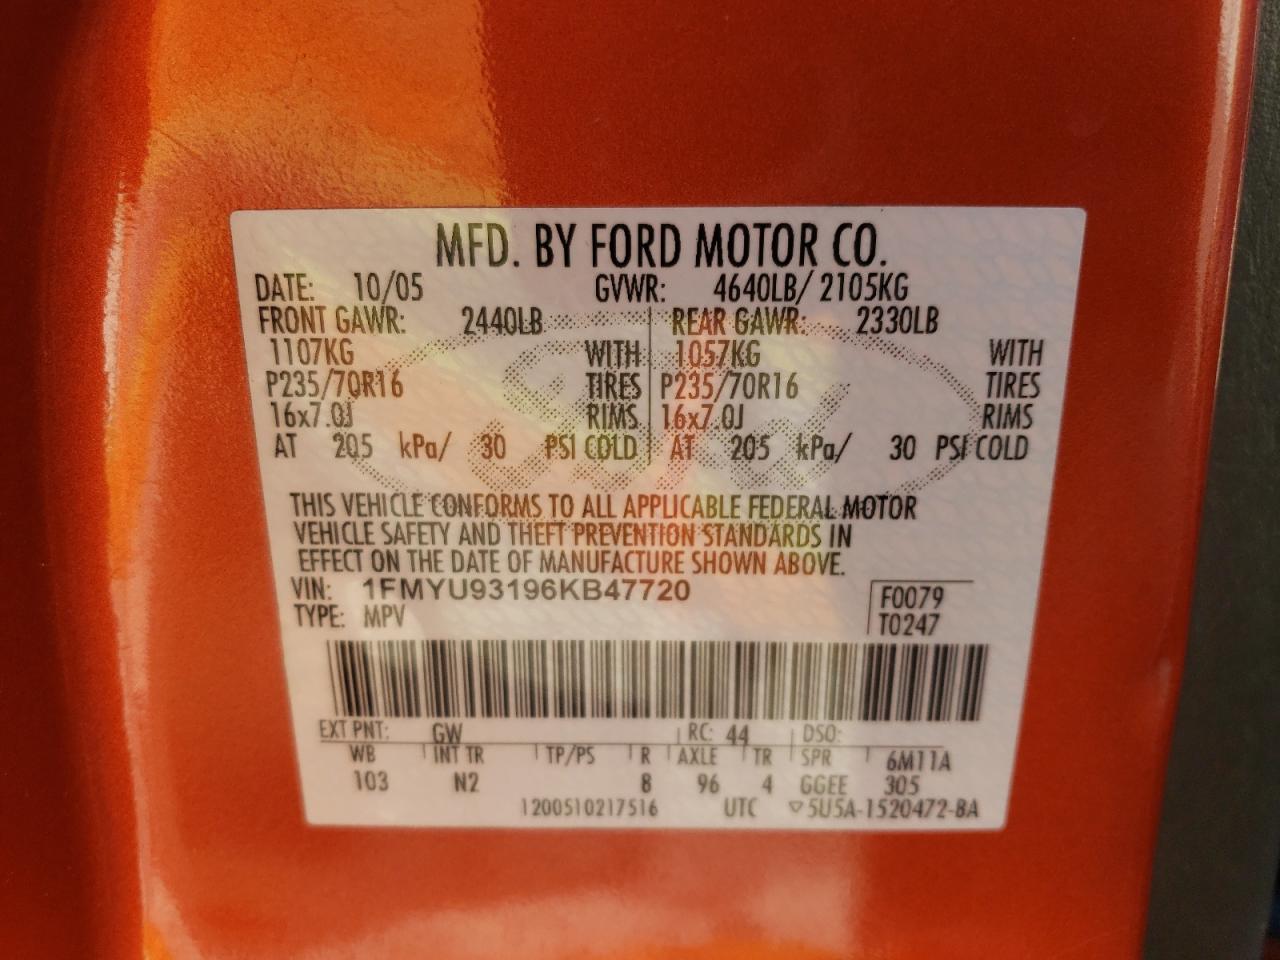 MFD. BY FORD MOTOR CO.
DATE: 10/05 GVWR: 4640LB/ 2105KG
FRONT GAWR: 2440LB REAR GAWR: 2330LB
1107KG WITH 1057KG WITH
P235/70R16 TIRES P235/70R16 TIRES
16x7.0J RIMS 16x7.0J RIMS
AT 205 kPa/ 30 PSI COLD AT 205 kPa/ 30 PSI COLD
THIS VEHICLE CONFORMS TO ALL APPLICABLE FEDERAL MOTOR
VEHICLE SAFETY AND THEFT PREVENTION STANDARDS IN
EFFECT ON THE DATE OF MANUFACTURE SHOWN ABOVE.
VIN: 1FMYU93196KB47720 F0079
TYPE: MPV T0247
EXT PNT: GW RC: 44 DSO:
WB INT TR TP/PS R AXLE TR SPR 6M11A
103 N2 8 96 4 GGEE 305
1200510217516 UTC ▽5U5A-1520472-BA